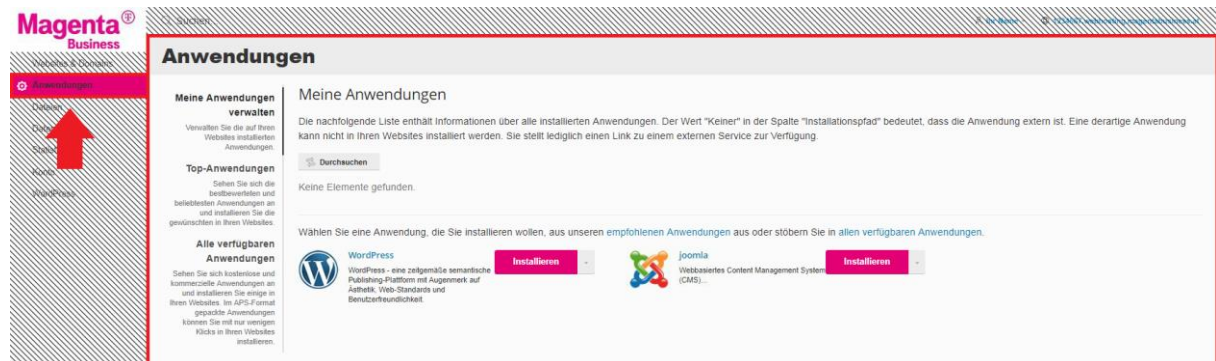 Magenta®
Business
Suchen...
Ihr Name
1234567.webhosting.magentabusiness.at
Websites & Domains
Anwendungen
Dateien
Konto
WordPress
Anwendungen
Meine Anwendungen
verwalten
Verwalten Sie die auf Ihren
Websites installierten
Anwendungen.
Top-Anwendungen
Sehen Sie sich die
bestbewerteten und
beliebtesten Anwendungen an
und installieren Sie die
gewünschten in Ihren Websites.
Alle verfügbaren
Anwendungen
Sehen Sie sich kostenlose und
kommerzielle Anwendungen an
und installieren Sie einige in
Ihren Websites. Im APS-Format
gepackte Anwendungen
können Sie mit nur wenigen
Klicks in Ihren Websites
installieren.
Meine Anwendungen
Die nachfolgende Liste enthält Informationen über alle installierten Anwendungen. Der Wert "Keiner" in der Spalte "Installationspfad" bedeutet, dass die Anwendung extern ist. Eine derartige Anwendung
kann nicht in Ihren Websites installiert werden. Sie stellt lediglich einen Link zu einem externen Service zur Verfügung.
Durchsuchen
Keine Elemente gefunden.
Wählen Sie eine Anwendung, die Sie installieren wollen, aus unseren empfohlenen Anwendungen aus oder stöbern Sie in allen verfügbaren Anwendungen.
WordPress
WordPress - eine zeitgemäße semantische
Publishing-Plattform mit Augenmerk auf
Ästhetik, Web-Standards und
Benutzerfreundlichkeit.
Installieren
joomla
Webbasiertes Content Management System
(CMS)...
Installieren